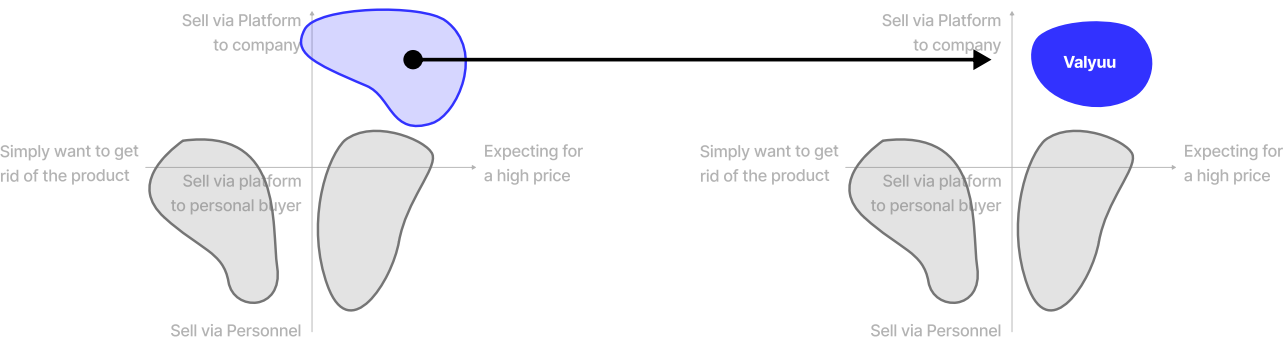 Sell via Platform
to company
Simply want to get
rid of the product
Expecting for
a high price
Sell via platform
to personal buyer
Sell via Personnel
Sell via Platform
to company
Valyuu
Simply want to get
rid of the product
Expecting for
a high price
Sell via platform
to personal buyer
Sell via Personnel